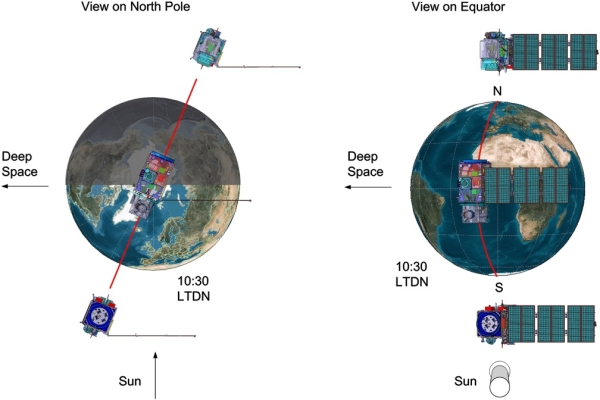 View on North Pole
View on Equator
N
Deep
Space
Deep
Space
10:30
LTDN
10:30
LTDN
S
Sun
Sun